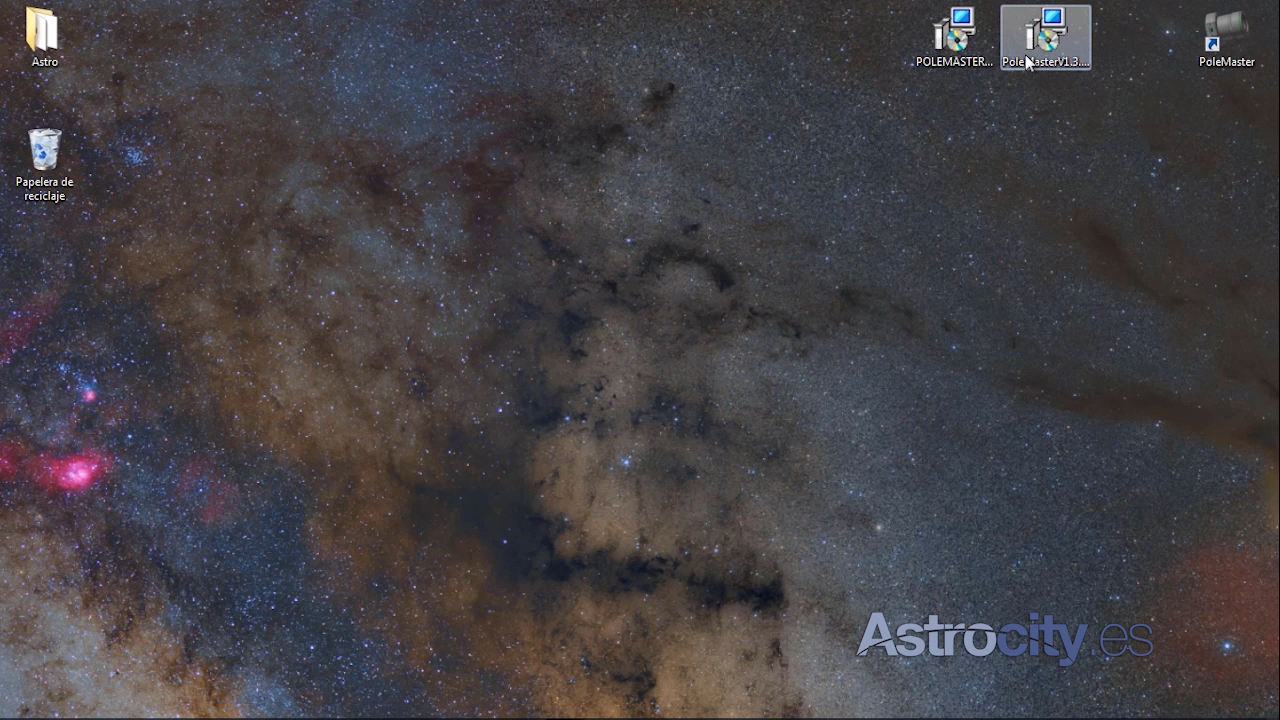 Astro
Papelera de
reciclaje
POLEMASTER...
PoleMasterV1.3....
PoleMaster
Astrocity.es